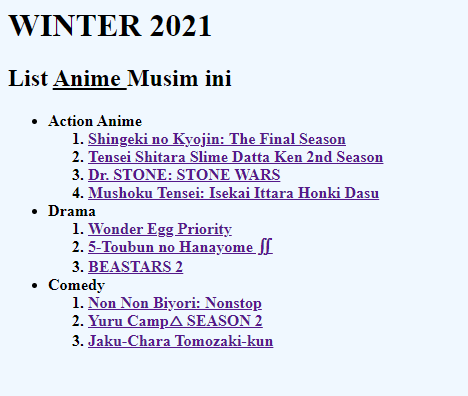 WINTER 2021
List Anime Musim ini
• Action Anime
1. Shingeki no Kyojin: The Final Season
2. Tensei Shitara Slime Datta Ken 2nd Season
3. Dr. STONE: STONE WARS
4. Mushoku Tensei: Isekai Ittara Honki Dasu
• Drama
1. Wonder Egg Priority
2. 5-Toubun no Hanayome ∬
3. BEASTARS 2
• Comedy
1. Non Non Biyori: Nonstop
2. Yuru Camp△ SEASON 2
3. Jaku-Chara Tomozaki-kun